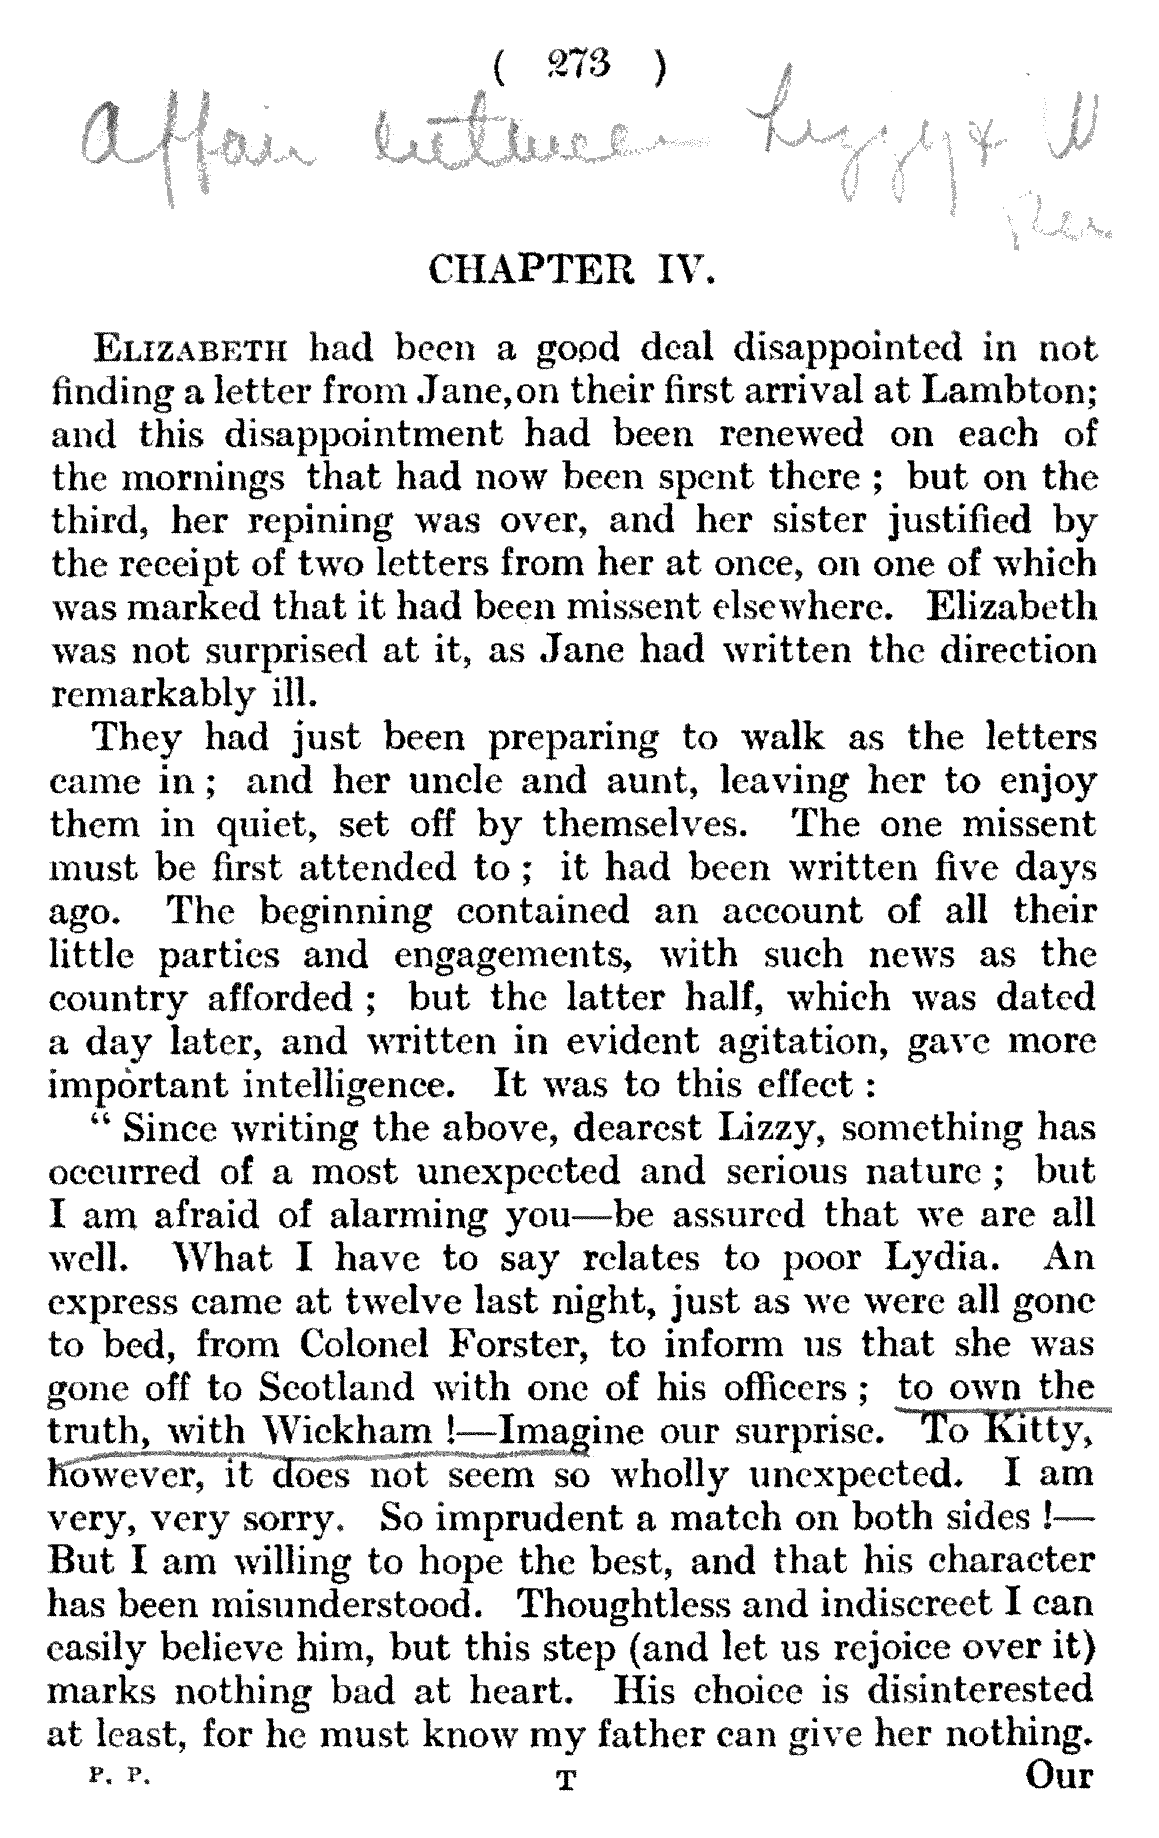 ( 273 )
Affair between Lizzy & W
CHAPTER IV.
ELIZABETH had been a good deal disappointed in not
finding a letter from Jane, on their first arrival at Lambton;
and this disappointment had been renewed on each of
the mornings that had now been spent there ; but on the
third, her repining was over, and her sister justified by
the receipt of two letters from her at once, on one of which
was marked that it had been missent elsewhere. Elizabeth
was not surprised at it, as Jane had written the direction
remarkably ill.
They had just been preparing to walk as the letters
came in ; and her uncle and aunt, leaving her to enjoy
them in quiet, set off by themselves. The one missent
must be first attended to ; it had been written five days
ago. The beginning contained an account of all their
little parties and engagements, with such news as the
country afforded ; but the latter half, which was dated
a day later, and written in evident agitation, gave more
important intelligence. It was to this effect :
“ Since writing the above, dearest Lizzy, something has
occurred of a most unexpected and serious nature ; but
I am afraid of alarming you—be assured that we are all
well. What I have to say relates to poor Lydia. An
express came at twelve last night, just as we were all gone
to bed, from Colonel Forster, to inform us that she was
gone off to Scotland with one of his officers ; to own the
truth, with Wickham !—Imagine our surprise. To Kitty,
however, it does not seem so wholly unexpected. I am
very, very sorry. So imprudent a match on both sides !—
But I am willing to hope the best, and that his character
has been misunderstood. Thoughtless and indiscreet I can
easily believe him, but this step (and let us rejoice over it)
marks nothing bad at heart. His choice is disinterested
at least, for he must know my father can give her nothing.
P. P. T Our